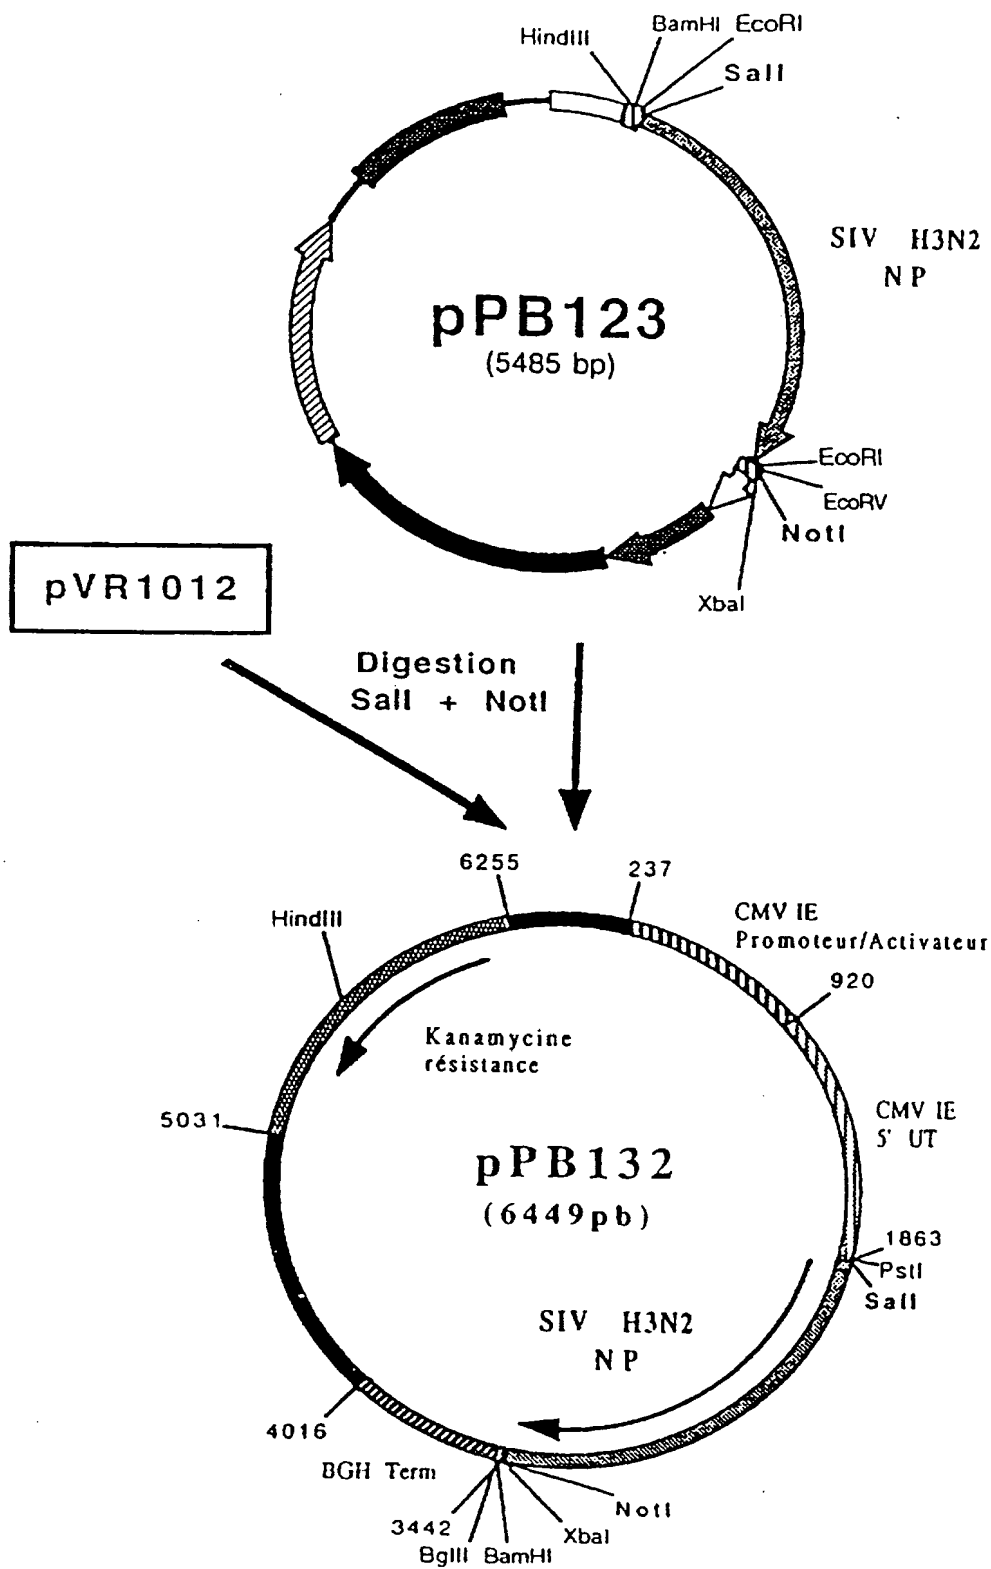 HindIII
BamHI
EcoRI
SalI
SIV H3N2
NP
pPB123
(5485 bp)
EcoRI
EcoRV
NotI
XbaI
pVR1012
Digestion
SalI + NotI
6255
237
HindIII
CMV IE
Promoteur/Activateur
920
Kanamycine
résistance
5031
CMV IE
5' UT
pPB132
(6449pb)
1863
PstI
SalI
SIV H3N2
NP
4016
BGH Term
NotI
3442
XbaI
BglII
BamHI